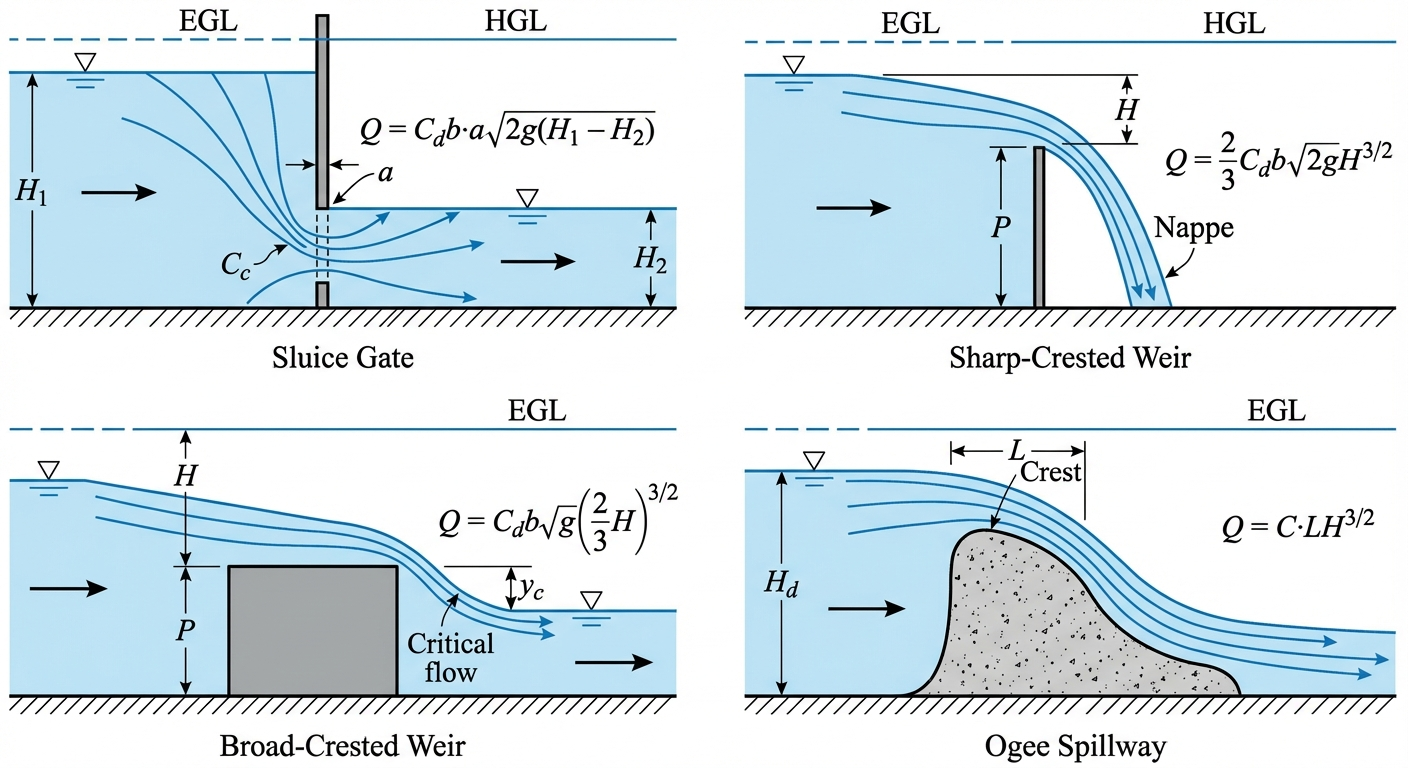 EGL HGL
Q = C_d b·a√2g(H₁ − H₂)
a
H₁
C_c
H₂
Sluice Gate
EGL HGL
H
Q = 2/3 C_d b√2g H^3/2
P
Nappe
Sharp-Crested Weir
EGL
H
Q = C_d b√g(2/3 H)^3/2
y_c
P
Critical
flow
Broad-Crested Weir
EGL
L
Crest
Q = C·LH^3/2
H_d
Ogee Spillway